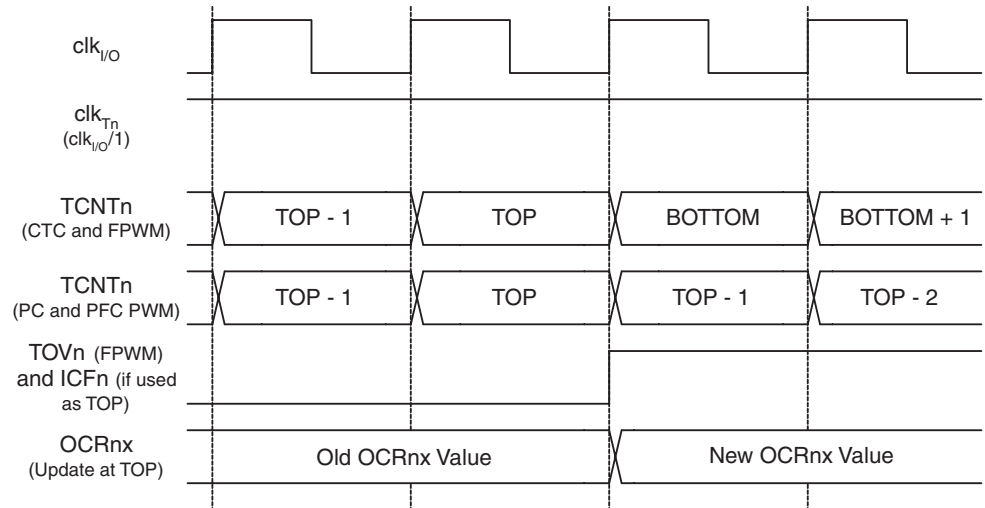 clkI/O
clkTn
(clkI/O/1)
TCNTn
(CTC and FPWM)
TOP - 1
TOP
BOTTOM
BOTTOM + 1
TCNTn
(PC and PFC PWM)
TOP - 1
TOP
TOP - 1
TOP - 2
TOVn (FPWM)
and ICFn (if used
as TOP)
OCRnx
(Update at TOP)
Old OCRnx Value
New OCRnx Value